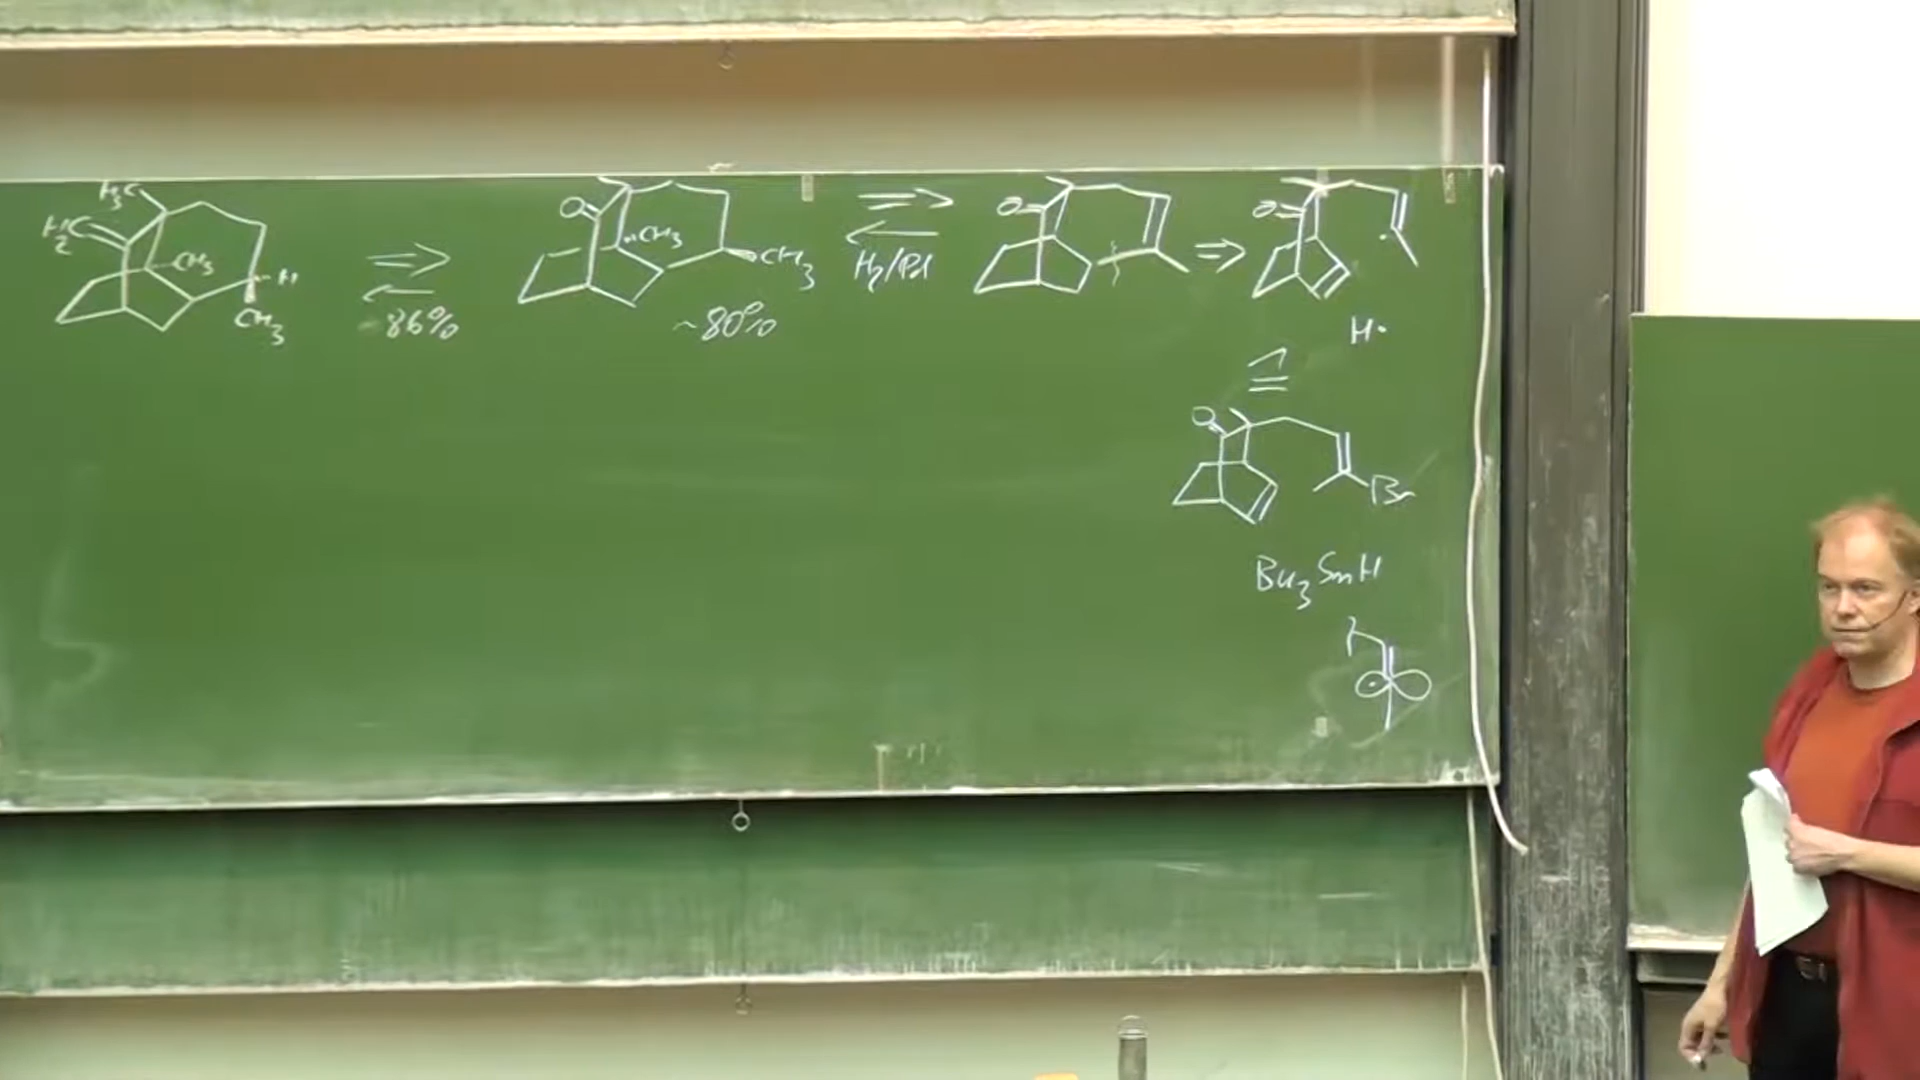 H₃C
H₂C
CH₃
H
CH₃
~86%
O
CH₃
CH₃
~80%
H₂/Pd
O
O
H·
O
Br
Bu₃SnH